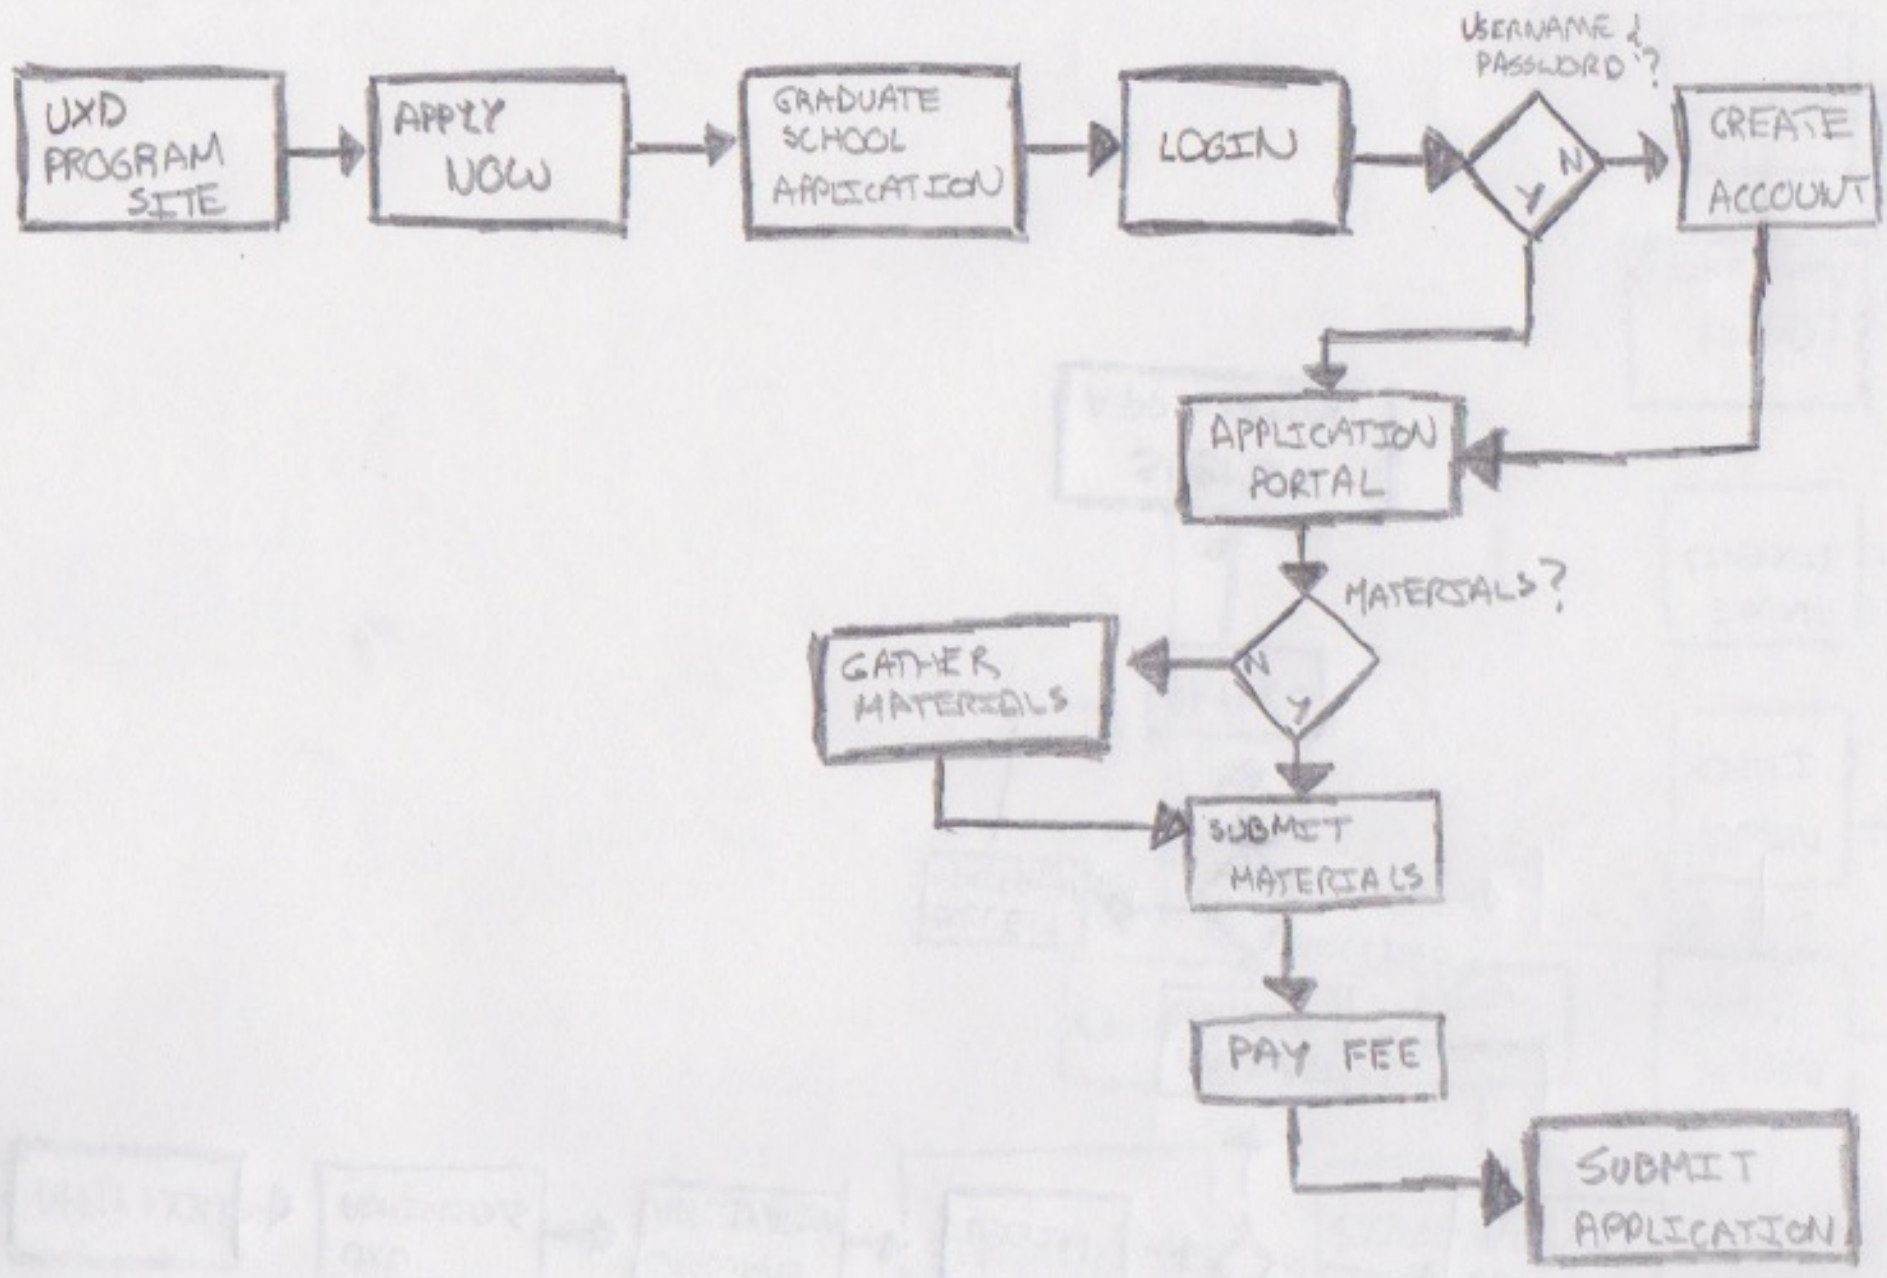 USERNAME &
PASSWORD?
UXD
PROGRAM
SITE
APPLY
NOW
GRADUATE
SCHOOL
APPLICATION
LOGIN
N
Y
CREATE
ACCOUNT
APPLICATION
PORTAL
MATERIALS?
N
Y
GATHER
MATERIALS
SUBMIT
MATERIALS
PAY FEE
SUBMIT
APPLICATION